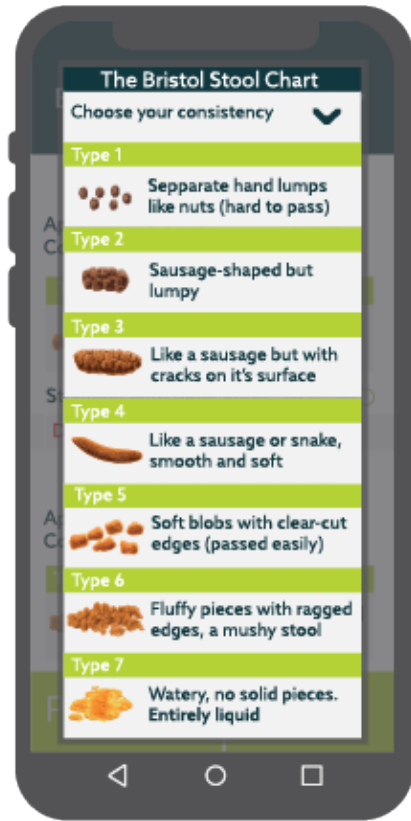 The Bristol Stool Chart
Choose your consistency
Type 1
Sepparate hand lumps
like nuts (hard to pass)
Type 2
Sausage-shaped but
lumpy
Type 3
Like a sausage but with
cracks on it's surface
Type 4
Like a sausage or snake,
smooth and soft
Type 5
Soft blobs with clear-cut
edges (passed easily)
Type 6
Fluffy pieces with ragged
edges, a mushy stool
Type 7
Watery, no solid pieces.
Entirely liquid